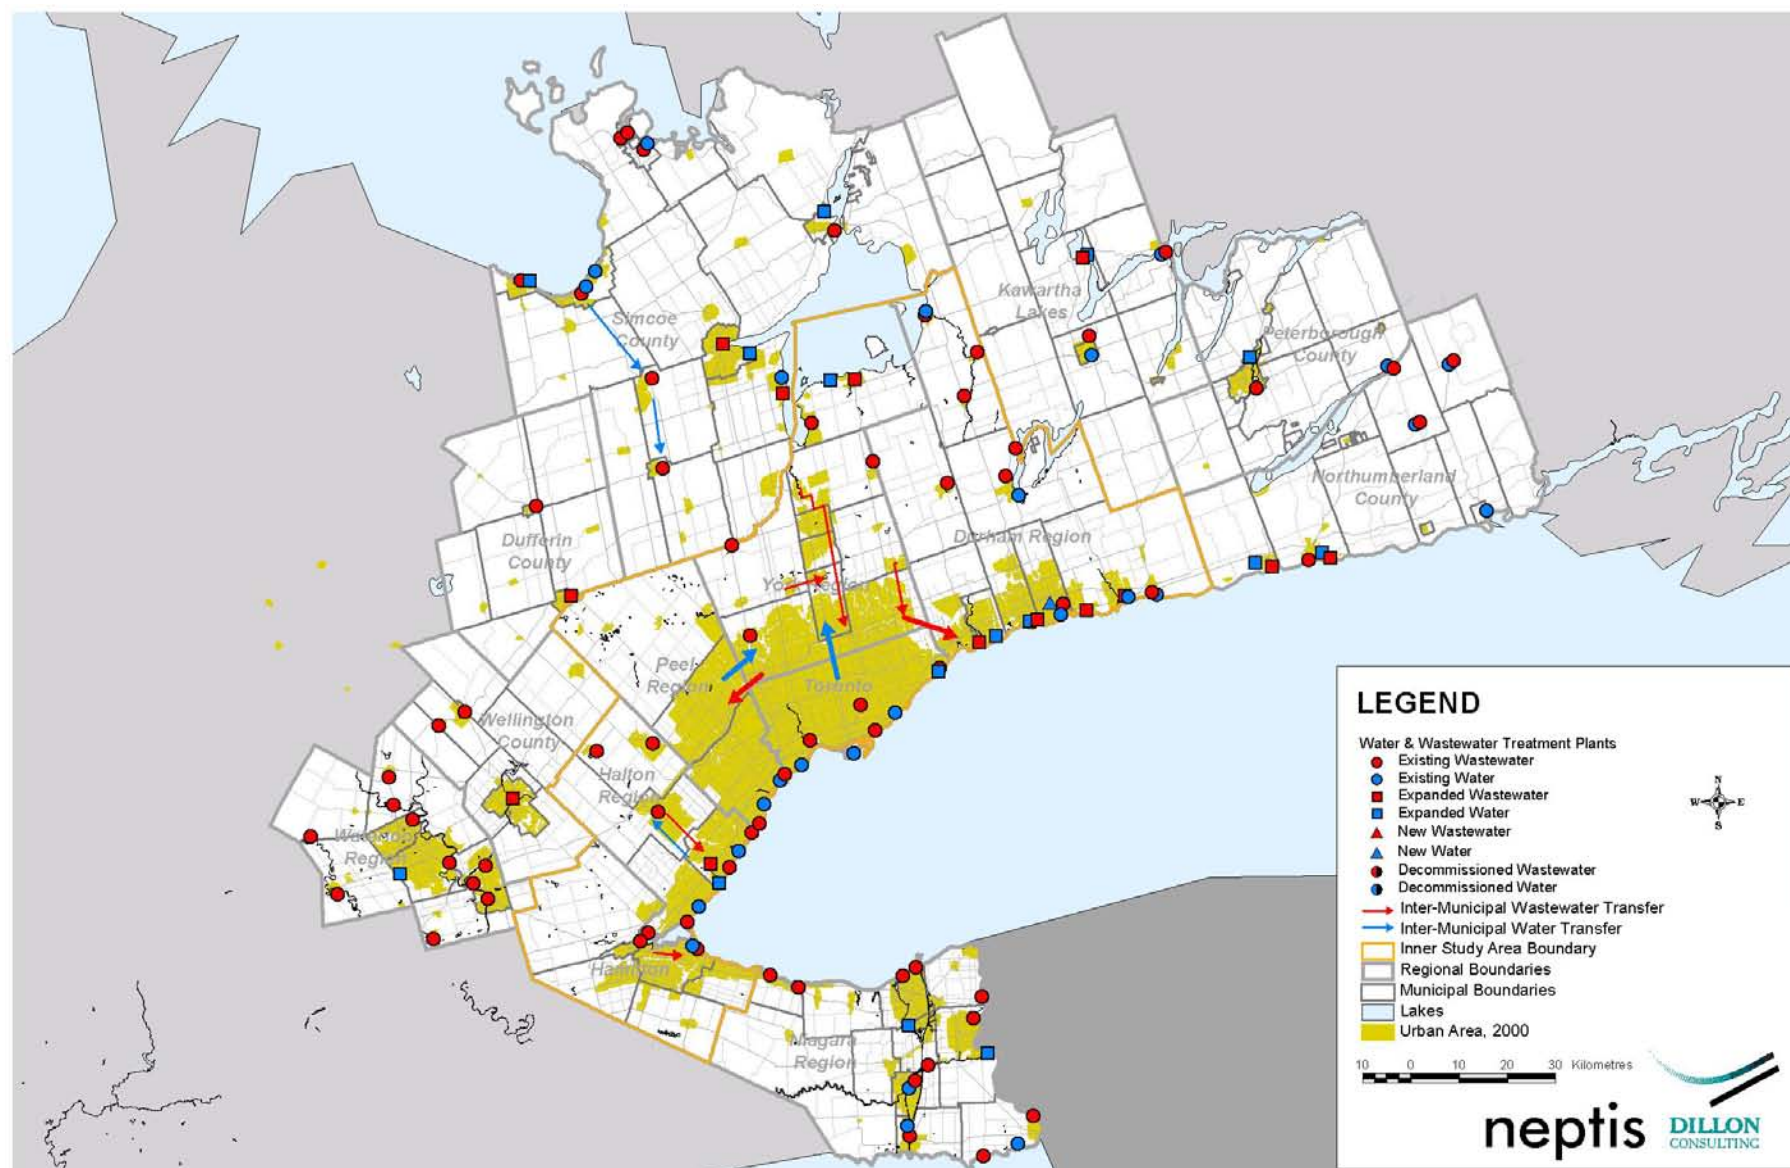 Simcoe
County
Kawartha
Lakes
Peterborough
County
Northumberland
County
Dufferin
County
Durham Region
York Region
Peel
Region
Toronto
Wellington
County
Halton
Region
Waterloo
Region
Hamilton
Niagara
Region
LEGEND
Water & Wastewater Treatment Plants
Existing Wastewater
Existing Water
Expanded Wastewater
Expanded Water
New Wastewater
New Water
Decommissioned Wastewater
Decommissioned Water
Inter-Municipal Wastewater Transfer
Inter-Municipal Water Transfer
Inner Study Area Boundary
Regional Boundaries
Municipal Boundaries
Lakes
Urban Area, 2000
N
W E
S
10 0 10 20 30 Kilometres
neptis
DILLON
CONSULTING